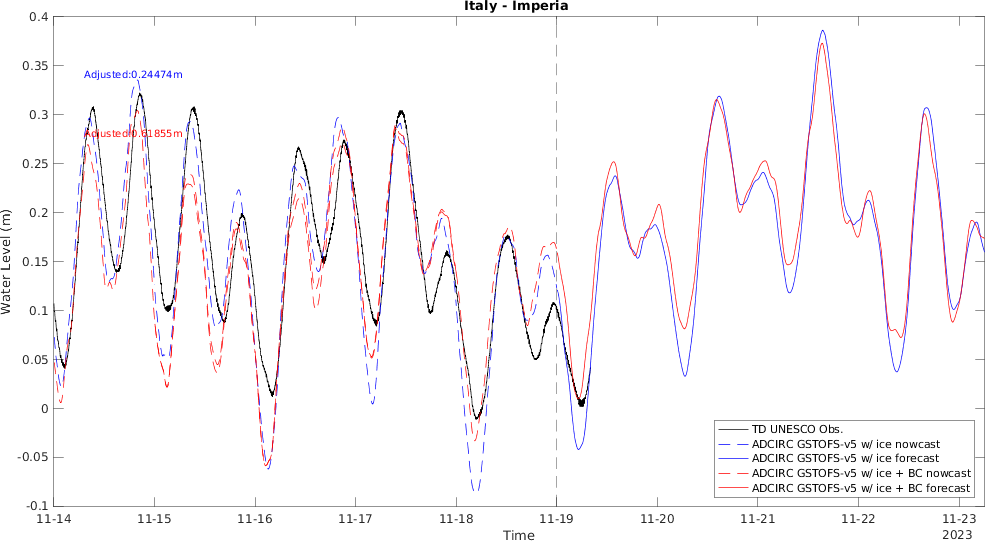 Italy - Imperia
0.4
0.35
0.3
0.25
0.2
0.15
0.1
0.05
0
-0.05
-0.1
Water Level (m)
Adjusted:0.24474m
Adjusted:0.61855m
TD UNESCO Obs.
ADCIRC GSTOFS-v5 w/ ice nowcast
ADCIRC GSTOFS-v5 w/ ice forecast
ADCIRC GSTOFS-v5 w/ ice + BC nowcast
ADCIRC GSTOFS-v5 w/ ice + BC forecast
11-14 11-15 11-16 11-17 11-18 11-19 11-20 11-21 11-22 11-23
Time
2023